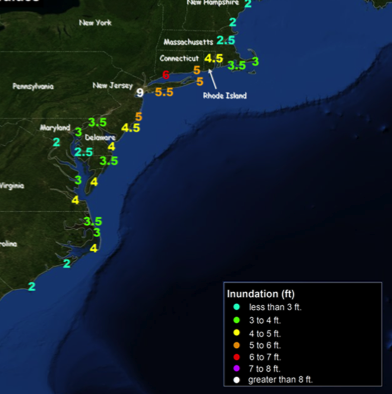 New Hampshire 2
New York
2
Massachusetts 2.5
Connecticut 4.5
3.5 3
5
6
5
Pennsylvania
New Jersey 9 5.5
Rhode Island
5
3.5
4.5
Maryland 3
Delaware
2
4
2.5
3.5
3 4
Virginia
4
3.5
3
rolina
4
2
2
Inundation (ft)
less than 3 ft.
3 to 4 ft.
4 to 5 ft.
5 to 6 ft.
6 to 7 ft.
7 to 8 ft.
greater than 8 ft.